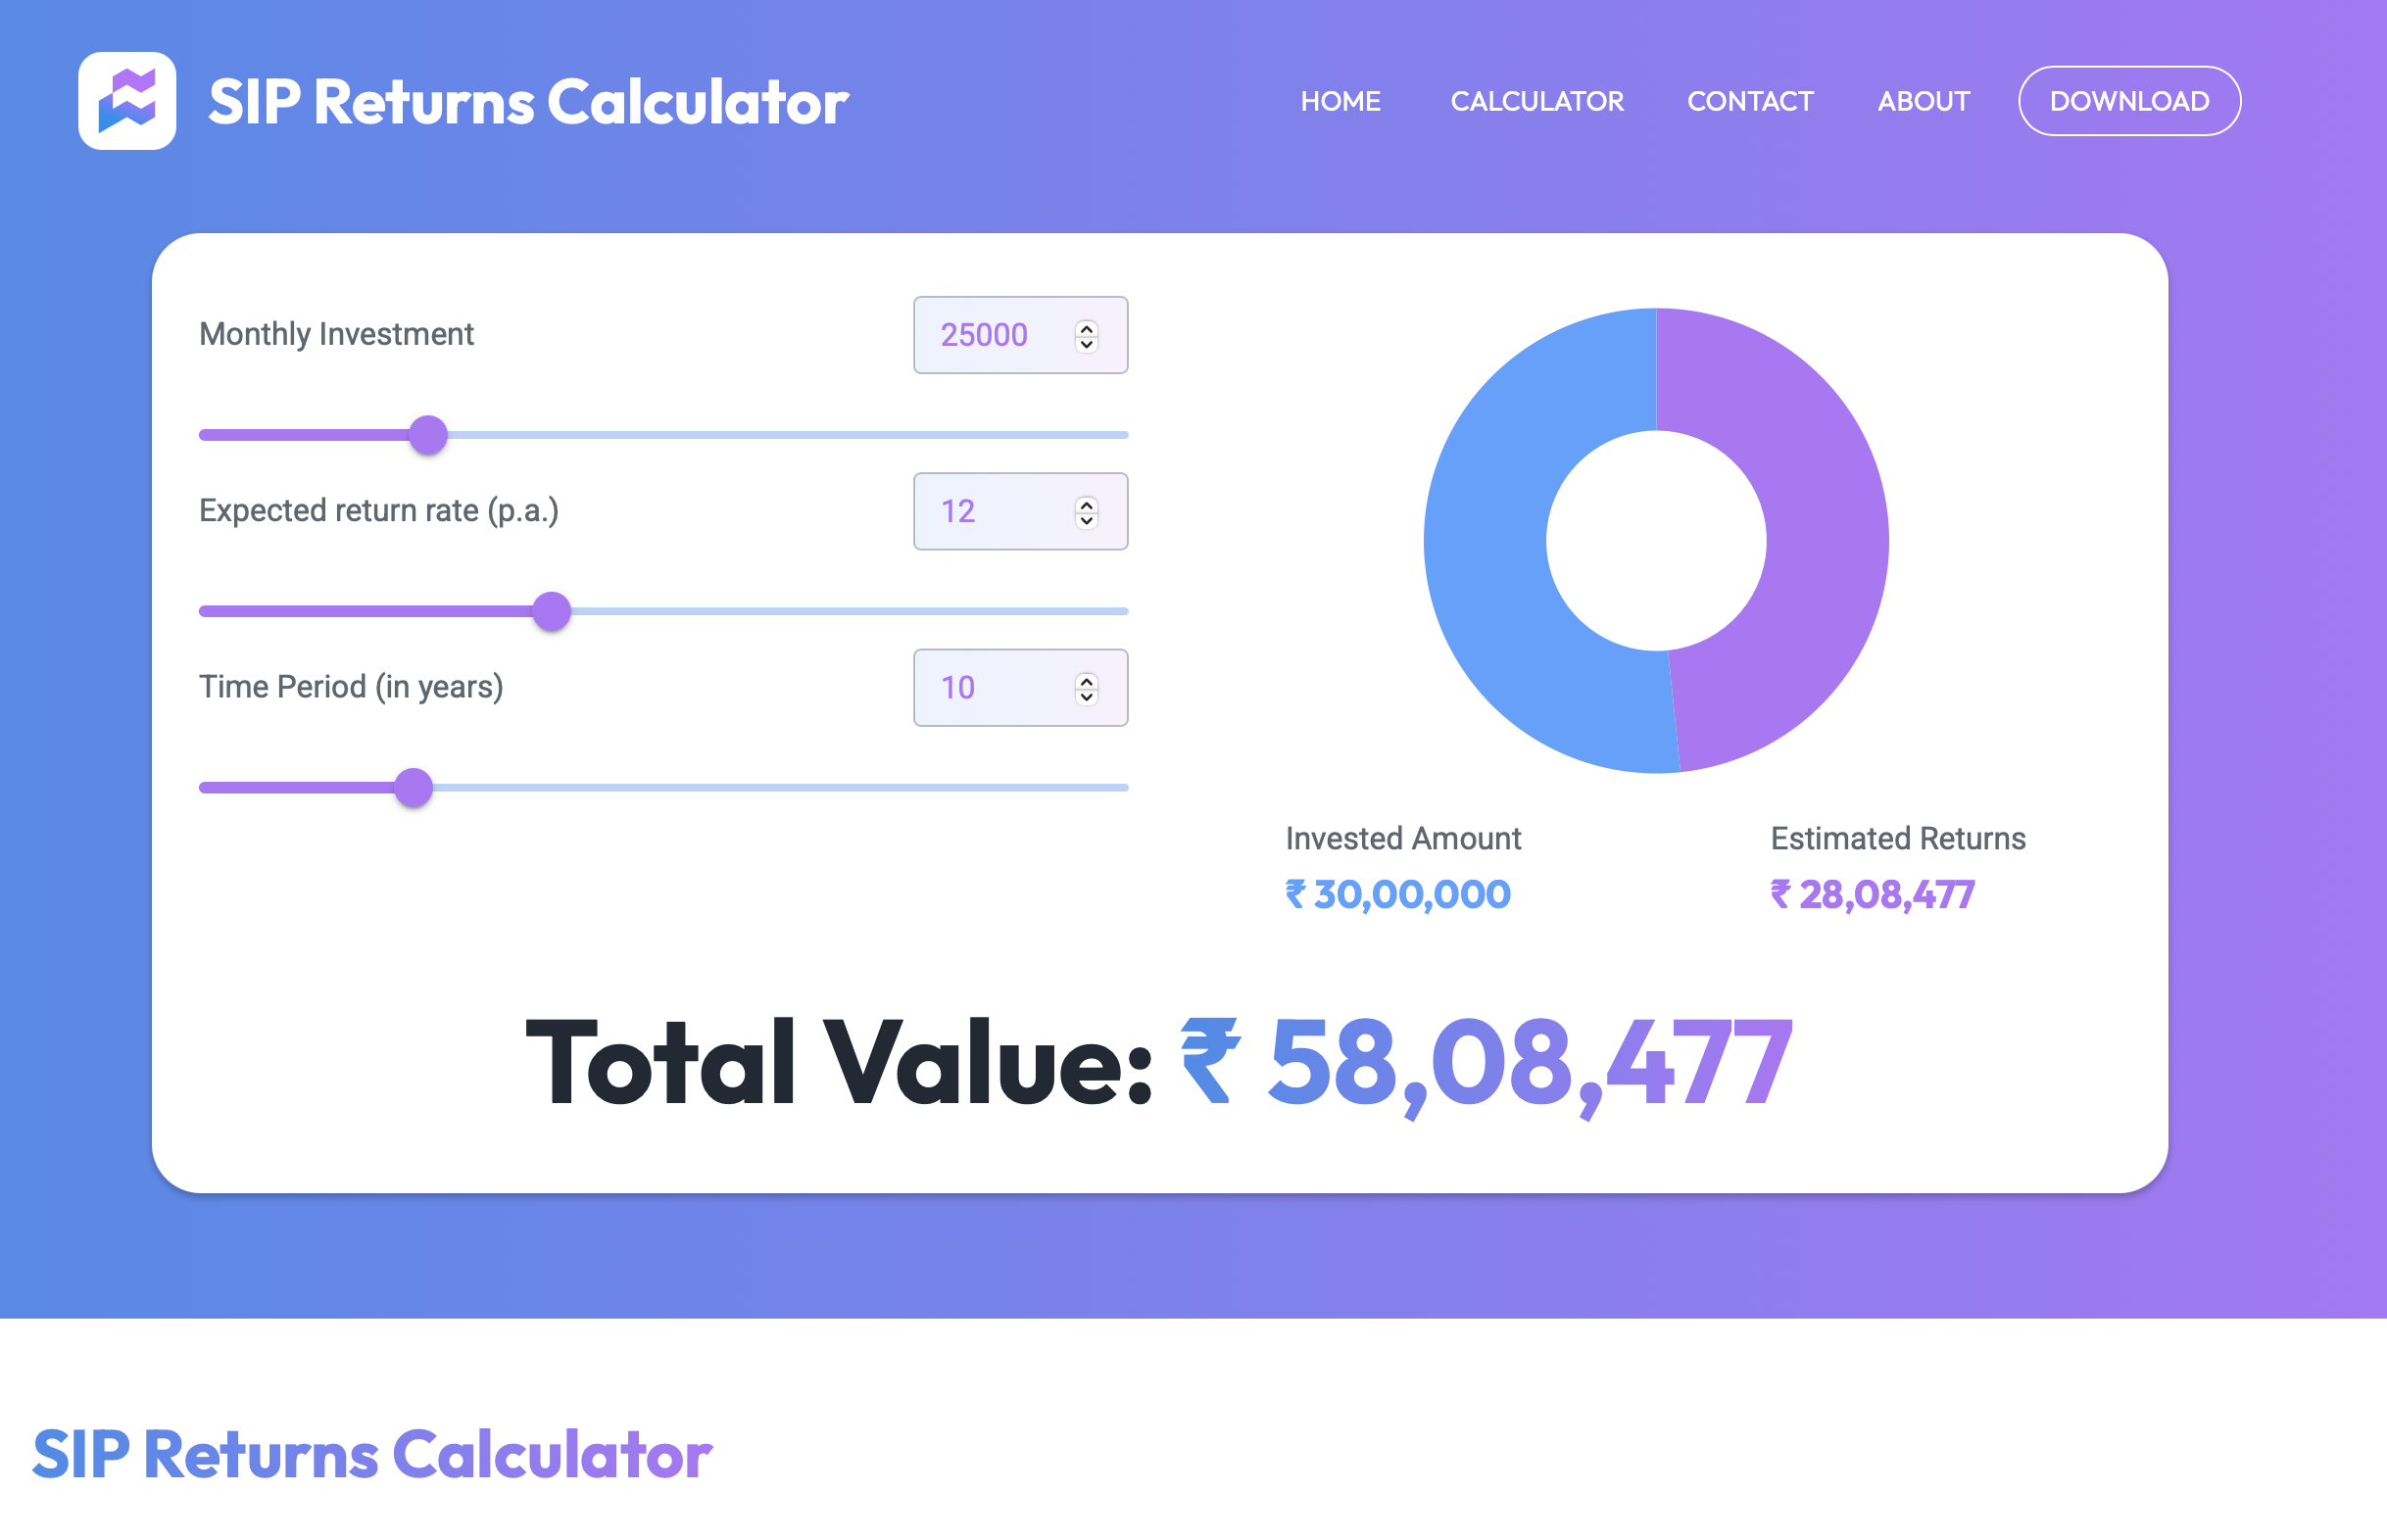 SIP Returns Calculator
HOME CALCULATOR CONTACT ABOUT DOWNLOAD
Monthly Investment 25000
Expected return rate (p.a.) 12
Time Period (in years) 10
Invested Amount Estimated Returns
₹ 30,00,000 ₹ 28,08,477
Total Value: ₹ 58,08,477
SIP Returns Calculator